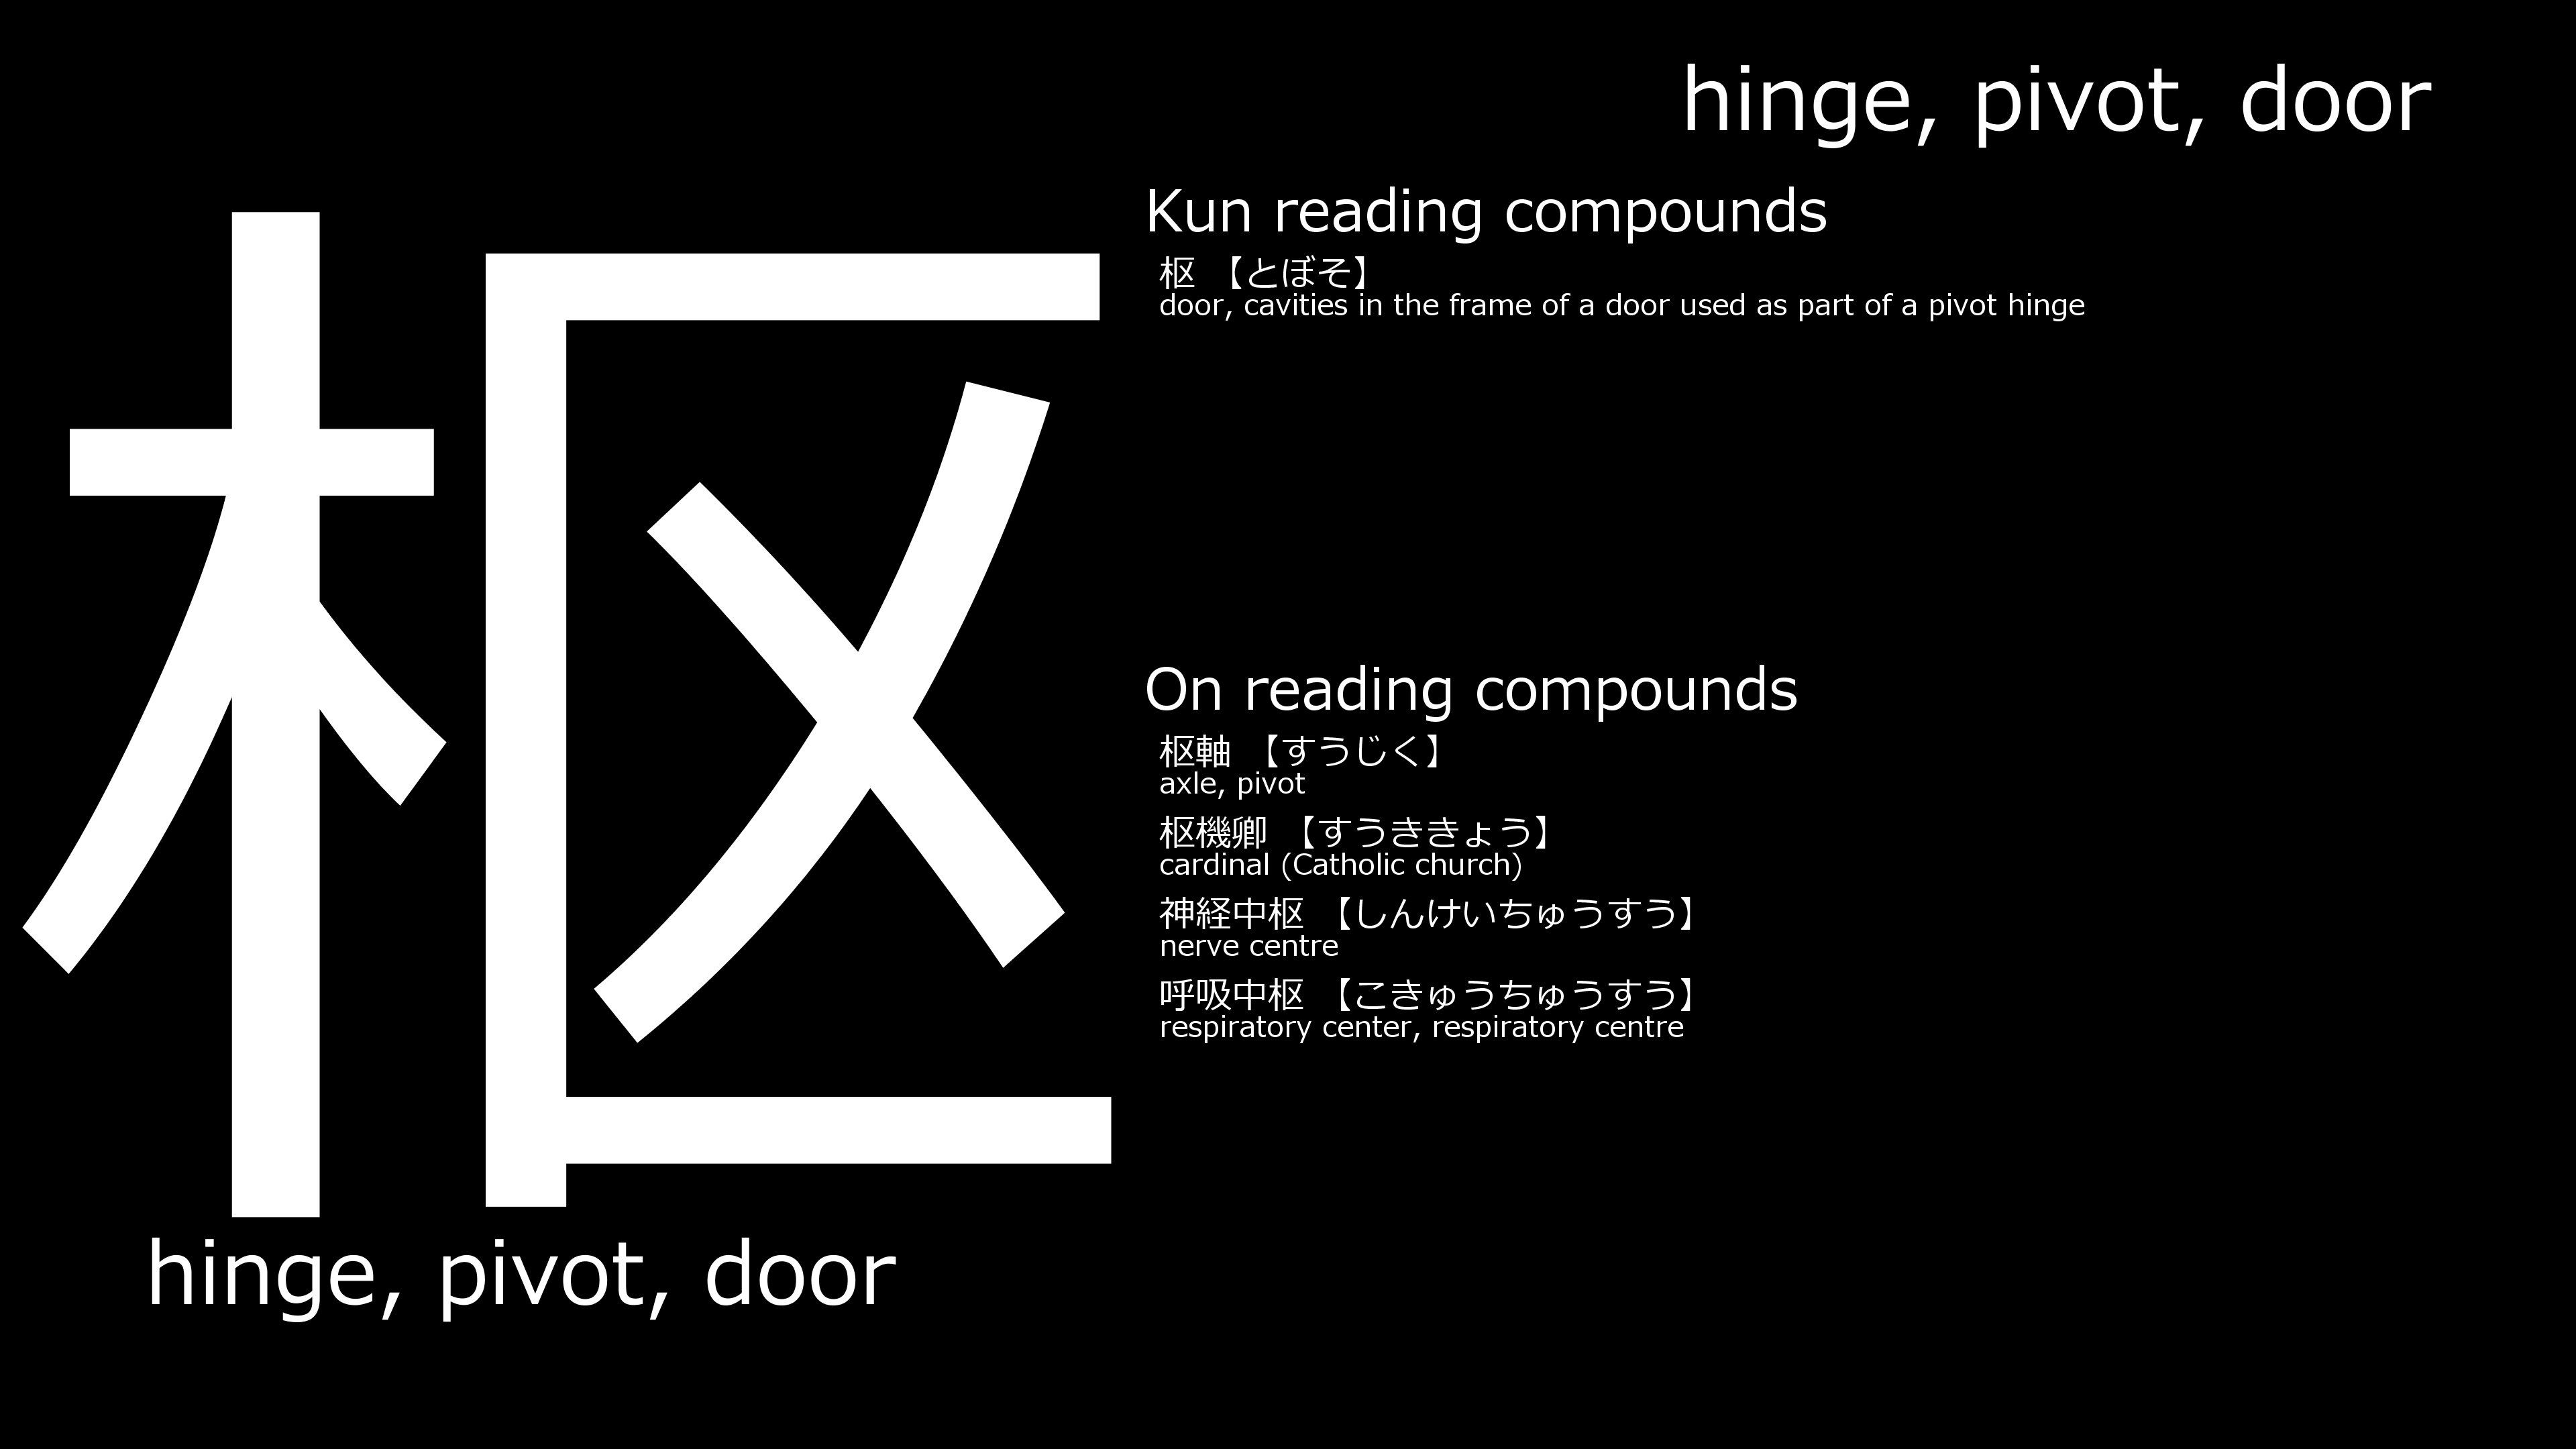 hinge, pivot, door
枢
hinge, pivot, door
Kun reading compounds
枢 【とぼそ】
door, cavities in the frame of a door used as part of a pivot hinge
On reading compounds
枢軸 【すうじく】
axle, pivot
枢機卿 【すうききょう】
cardinal (Catholic church)
神経中枢 【しんけいちゅうすう】
nerve centre
呼吸中枢 【こきゅうちゅうすう】
respiratory center, respiratory centre